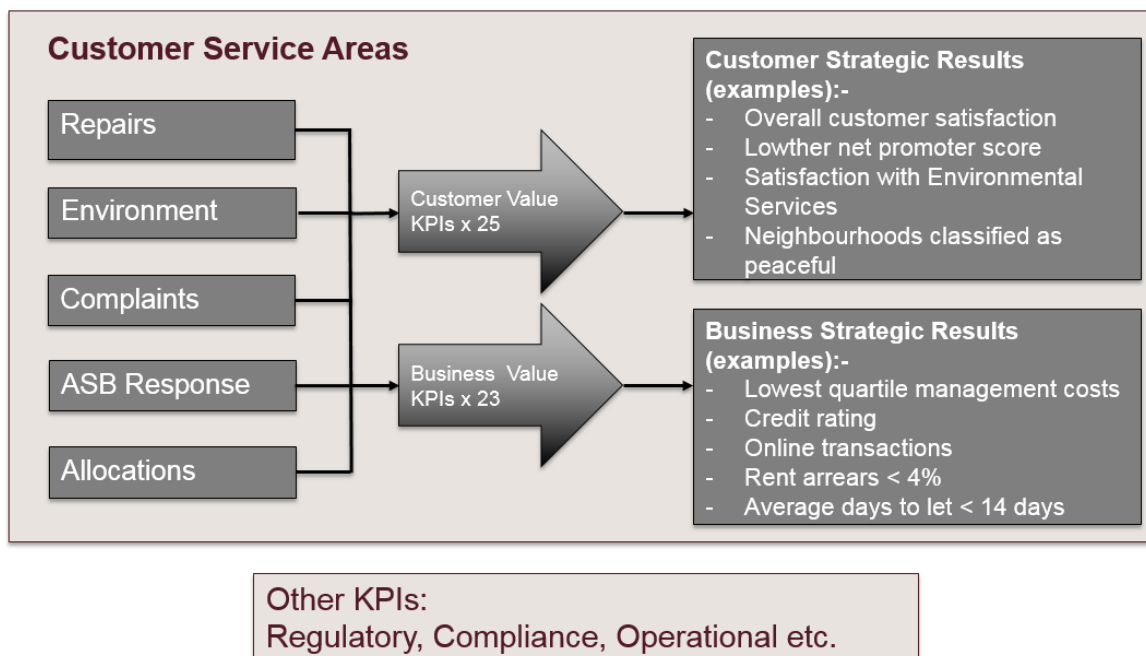 Customer Service Areas
Repairs
Environment
Complaints
ASB Response
Allocations
Customer Value
KPIs x 25
Business  Value
KPIs x 23
Customer Strategic Results
(examples):-
- Overall customer satisfaction
- Lowther net promoter score
- Satisfaction with Environmental
Services
- Neighbourhoods classified as
peaceful
Business Strategic Results
(examples):-
- Lowest quartile management costs
- Credit rating
- Online transactions
- Rent arrears < 4%
- Average days to let < 14 days
Other KPIs:
Regulatory, Compliance, Operational etc.